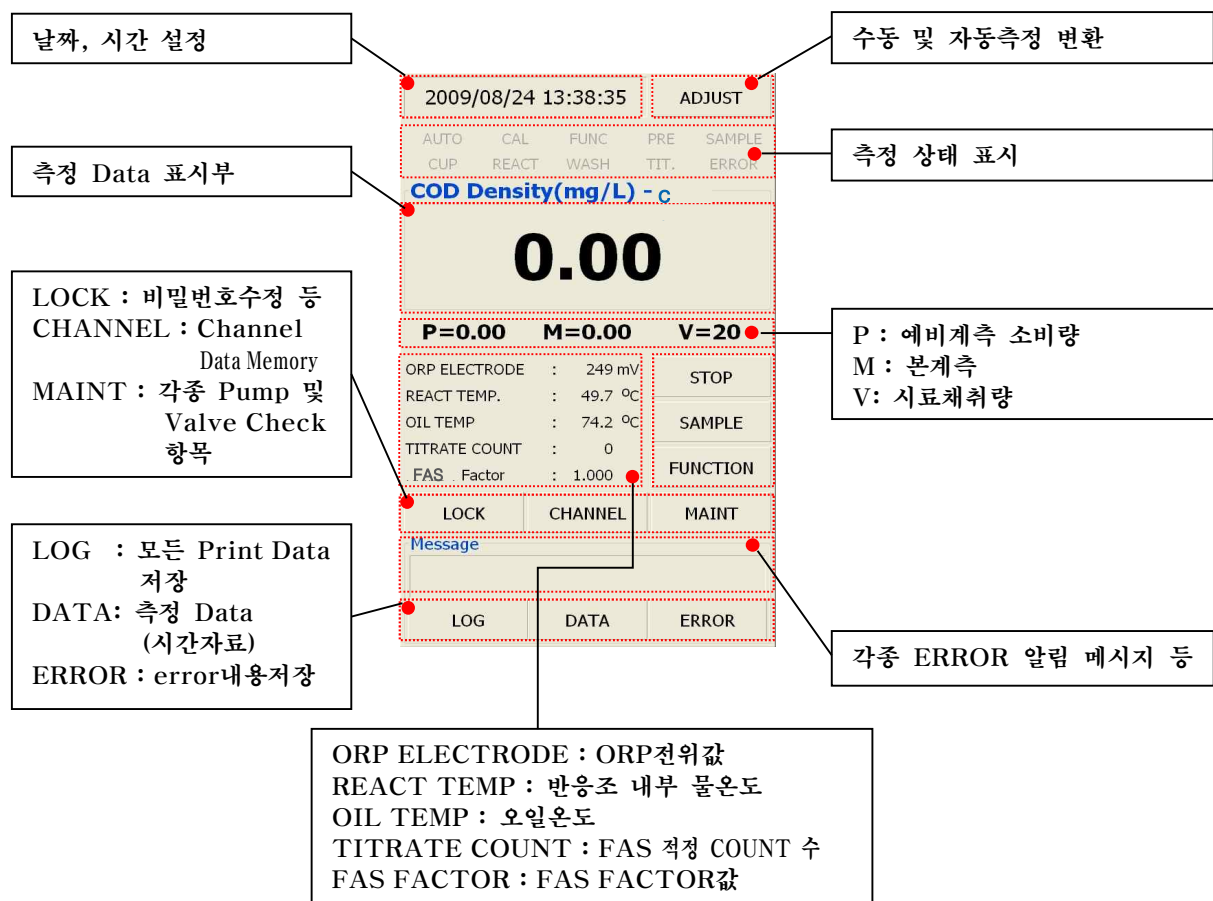 날짜, 시간 설정
수동 및 자동측정 변환
2009/08/24 13:38:35
ADJUST
AUTO CAL FUNC PRE SAMPLE
CUP REACT WASH TIT. ERROR
측정 Data 표시부
측정 상태 표시
COD Density(mg/L) - C
0.00
P=0.00 M=0.00 V=20
LOCK : 비밀번호수정 등
CHANNEL : Channel
Data Memory
MAINT : 각종 Pump 및
Valve Check
항목
P : 예비계측 소비량
M : 본계측
V: 시료채취량
ORP ELECTRODE : 249 mV
REACT TEMP. : 49.7 ºC
OIL TEMP : 74.2 ºC
TITRATE COUNT : 0
FAS . Factor : 1.000
STOP
SAMPLE
FUNCTION
LOCK
CHANNEL
MAINT
Message
LOG
DATA
ERROR
LOG : 모든 Print Data
저장
DATA: 측정 Data
(시간자료)
ERROR : error내용저장
각종 ERROR 알림 메시지 등
ORP ELECTRODE : ORP전위값
REACT TEMP : 반응조 내부 물온도
OIL TEMP : 오일온도
TITRATE COUNT : FAS 적정 COUNT 수
FAS FACTOR : FAS FACTOR값